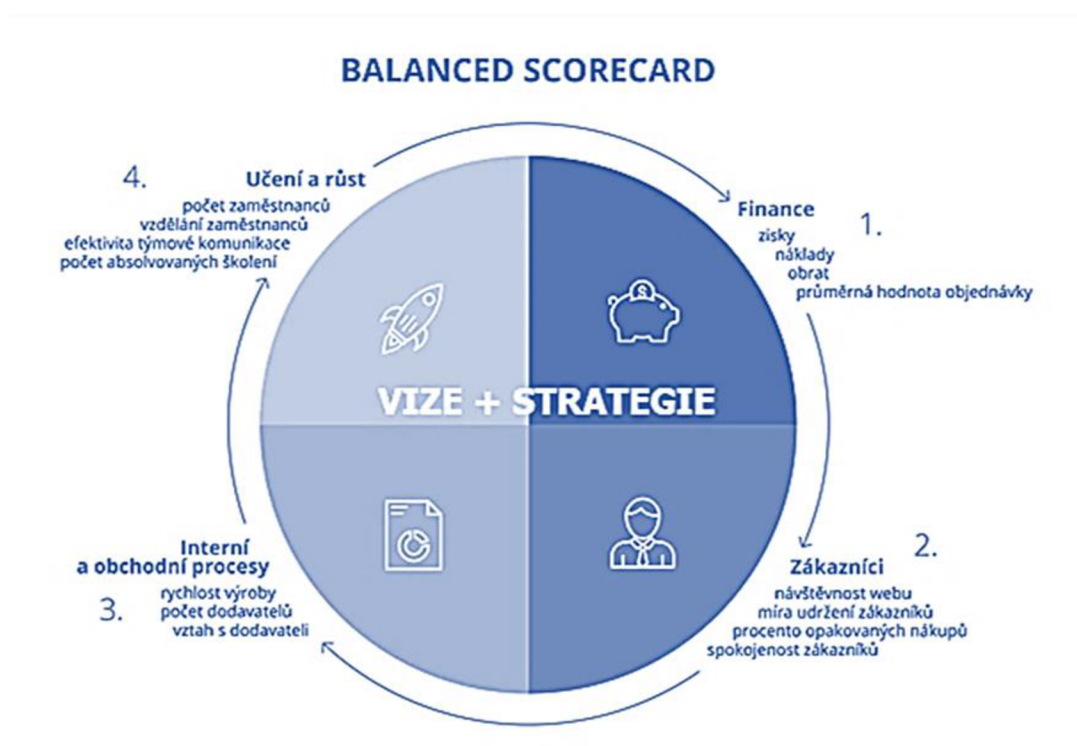 BALANCED SCORECARD
4.
Učení a růst
počet zaměstnanců
vzdělání zaměstnanců
efektivita týmové komunikace
počet absolvovaných školení
Finance
1.
zisky
náklady
obrat
průměrná hodnota objednávky
$
VIZE + STRATEGIE
2.
Zákazníci
návštěvnost webu
míra udržení zákazníků
procento opakovaných nákupů
spokojenost zákazníků
Interní
a obchodní procesy
3.
rychlost výroby
počet dodavatelů
vztah s dodavateli